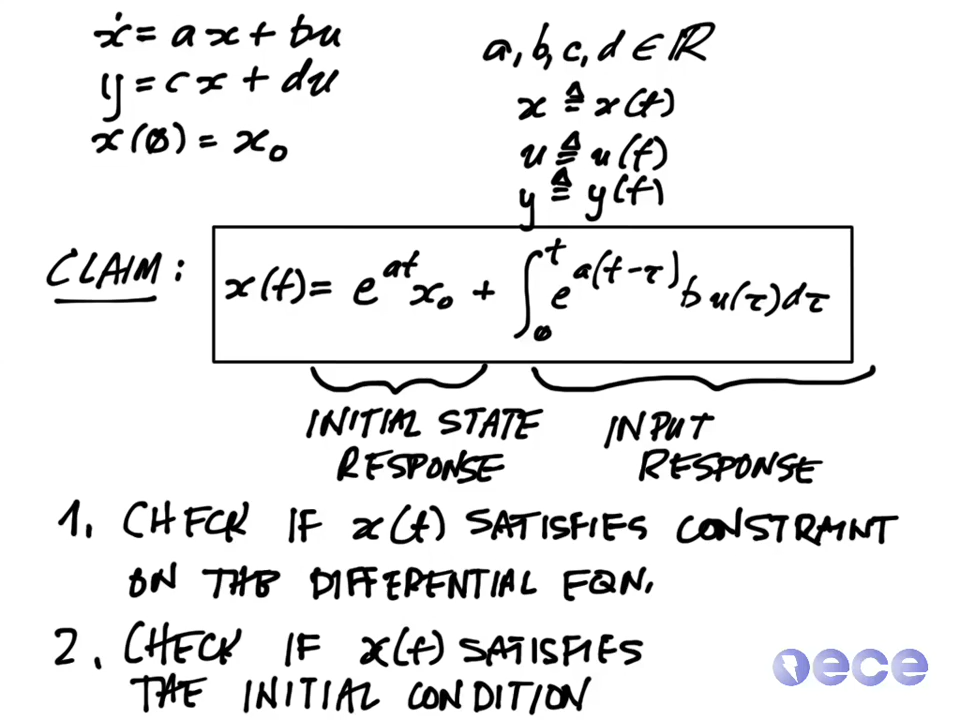 ẋ = ax + bu
y = cx + du
x(0) = x₀
a, b, c, d ∈ ℝ
x ≜ x(t)
u ≜ u(t)
y ≜ y(t)
CLAIM: x(t) = e^{at} x₀ + ∫₀^t e^{a(t-τ)} b u(τ) dτ
INITIAL STATE
RESPONSE
INPUT
RESPONSE
1. CHECK IF x(t) SATISFIES CONSTRAINT
ON THE DIFFERENTIAL EQN.
2. CHECK IF x(t) SATISFIES
THE INITIAL CONDITION
ece